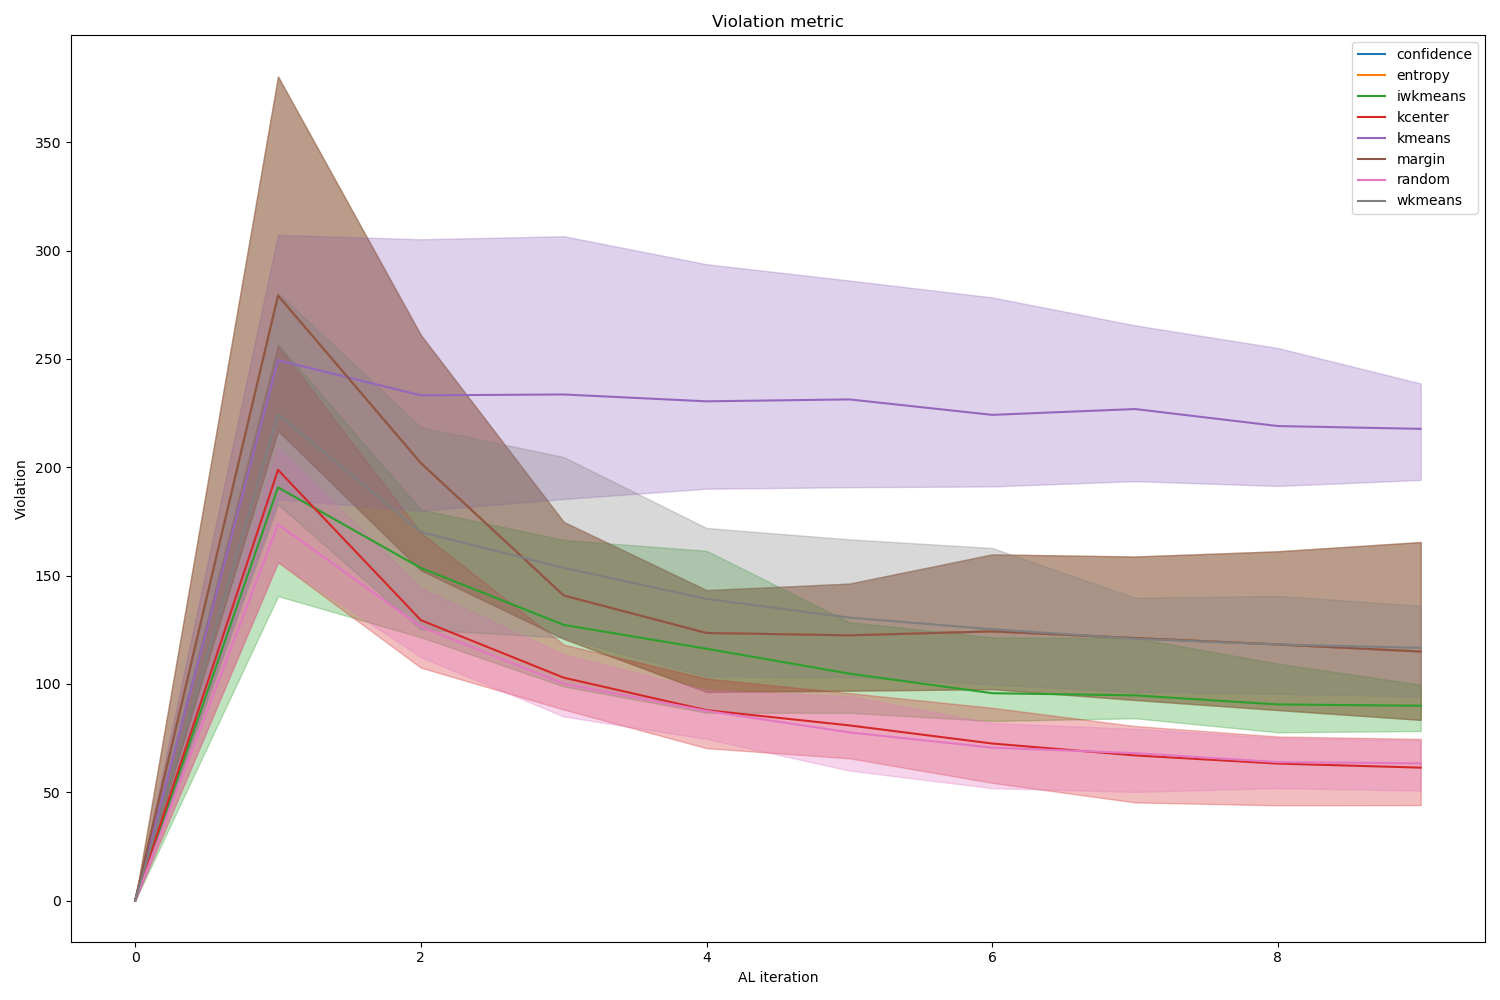 Violation metric
confidence
entropy
iwkmeans
kcenter
kmeans
margin
random
wkmeans
Violation
350
300
250
200
150
100
50
0
0 2 4 6 8
AL iteration